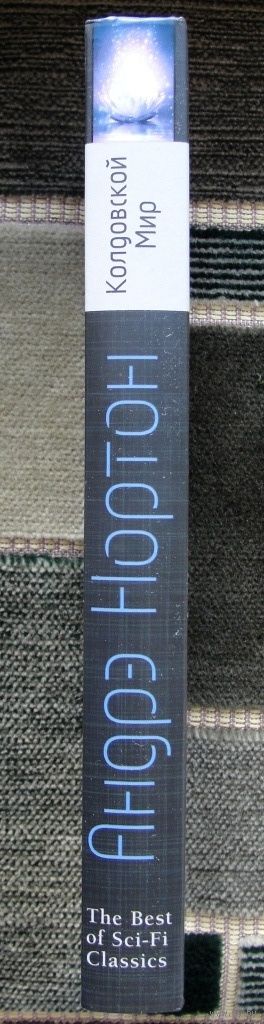 Колдовской
Мир
Андрэ Нортон
The Best
of Sci-Fi
Classics